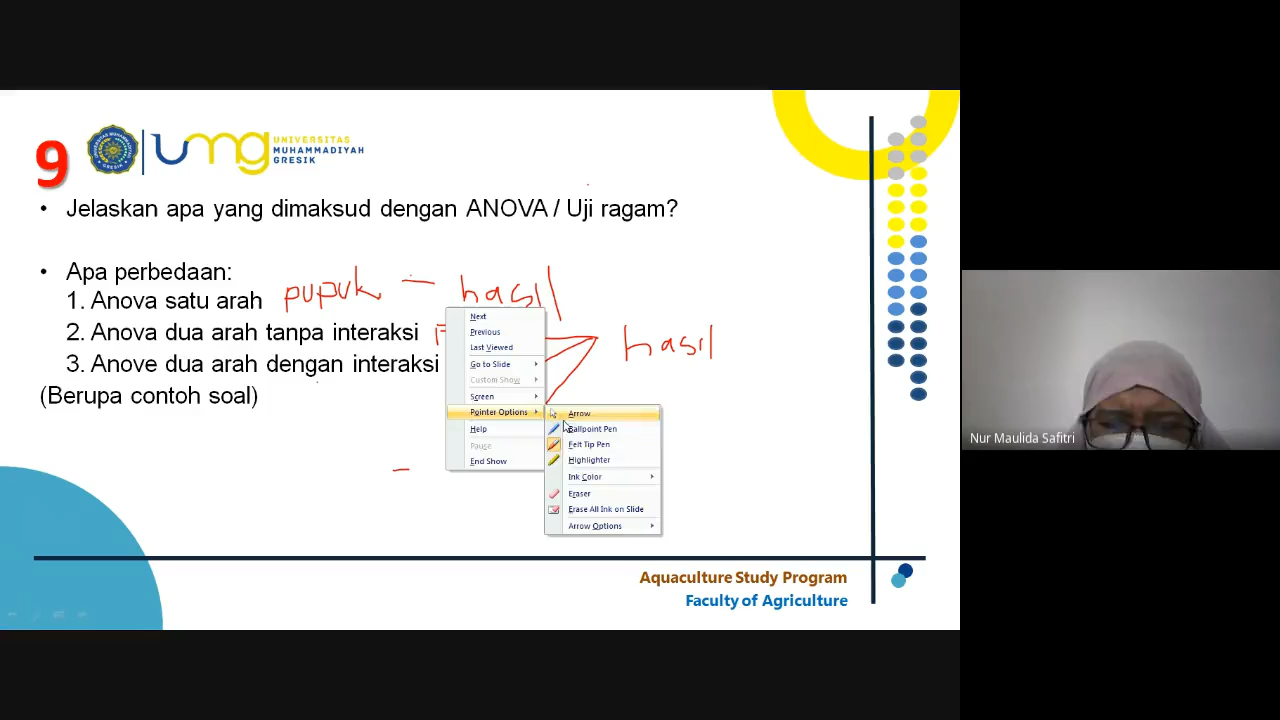 9
umg UNIVERSITAS
MUHAMMADIYAH
GRESIK
• Jelaskan apa yang dimaksud dengan ANOVA / Uji ragam?
• Apa perbedaan:
1. Anova satu arah pupuk — hasil
2. Anova dua arah tanpa interaksi
hasil
3. Anove dua arah dengan interaksi
(Berupa contoh soal)
Next
Previous
Last Viewed
Go to Slide
Custom Show
Screen
Pointer Options
Help
Pause
End Show
Arrow
Ballpoint Pen
Felt Tip Pen
Highlighter
Ink Color
Eraser
Erase All Ink on Slide
Arrow Options
Aquaculture Study Program
Faculty of Agriculture
Nur Maulida Safitri